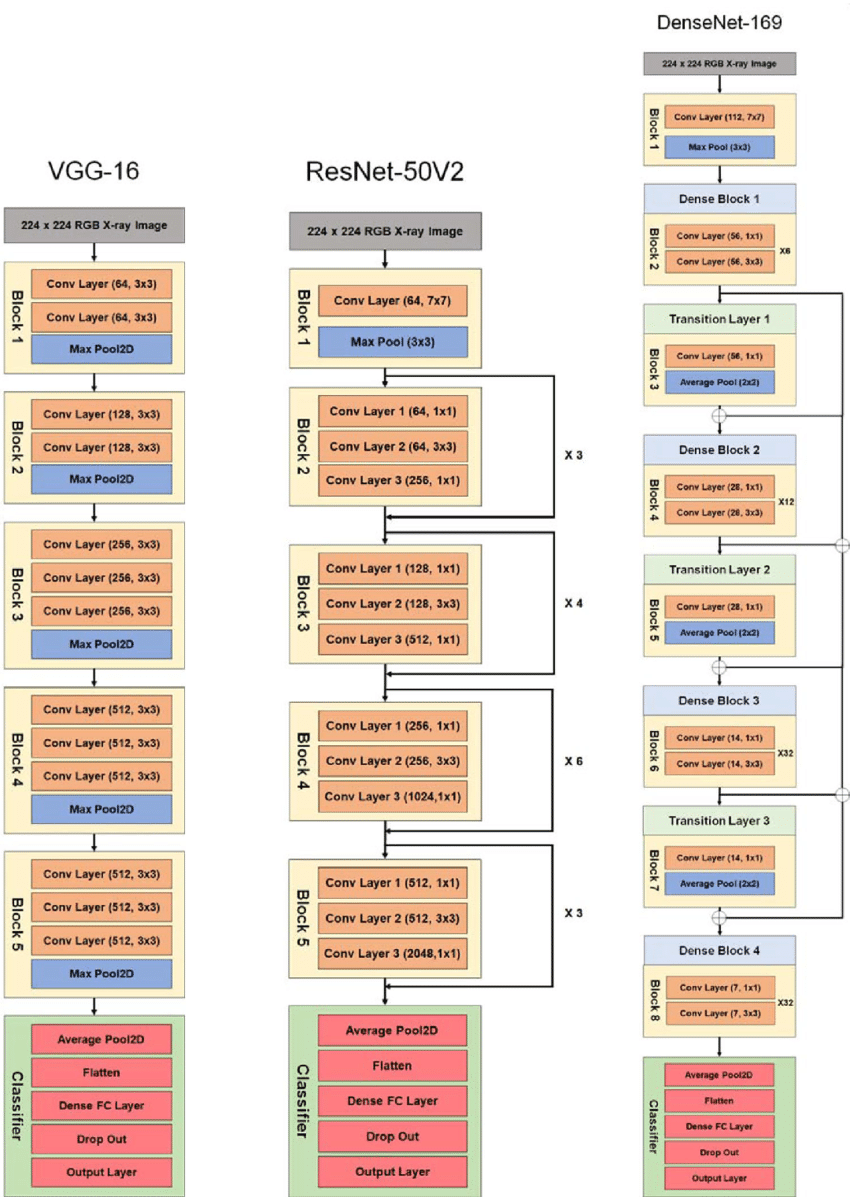 VGG-16
224 x 224 RGB X-ray Image
Block 1
Conv Layer (64, 3x3)
Conv Layer (64, 3x3)
Max Pool2D
Block 2
Conv Layer (128, 3x3)
Conv Layer (128, 3x3)
Max Pool2D
Block 3
Conv Layer (256, 3x3)
Conv Layer (256, 3x3)
Conv Layer (256, 3x3)
Max Pool2D
Block 4
Conv Layer (512, 3x3)
Conv Layer (512, 3x3)
Conv Layer (512, 3x3)
Max Pool2D
Block 5
Conv Layer (512, 3x3)
Conv Layer (512, 3x3)
Conv Layer (512, 3x3)
Max Pool2D
Classifier
Average Pool2D
Flatten
Dense FC Layer
Drop Out
Output Layer
ResNet-50V2
224 x 224 RGB X-ray Image
Block 1
Conv Layer (64, 7x7)
Max Pool (3x3)
Block 2
Conv Layer 1 (64, 1x1)
Conv Layer 2 (64, 3x3)
Conv Layer 3 (256, 1x1)
X 3
Block 3
Conv Layer 1 (128, 1x1)
Conv Layer 2 (128, 3x3)
Conv Layer 3 (512, 1x1)
X 4
Block 4
Conv Layer 1 (256, 1x1)
Conv Layer 2 (256, 3x3)
Conv Layer 3 (1024,1x1)
X 6
Block 5
Conv Layer 1 (512, 1x1)
Conv Layer 2 (512, 3x3)
Conv Layer 3 (2048,1x1)
X 3
Classifier
Average Pool2D
Flatten
Dense FC Layer
Drop Out
Output Layer
DenseNet-169
224 x 224 RGB X-ray Image
Block 1
Conv Layer (112, 7x7)
Max Pool (3x3)
Dense Block 1
Block 2
Conv Layer (56, 1x1)
Conv Layer (56, 3x3)
X6
Transition Layer 1
Block 3
Conv Layer (56, 1x1)
Average Pool (2x2)
Dense Block 2
Block 4
Conv Layer (28, 1x1)
Conv Layer (28, 3x3)
X12
Transition Layer 2
Block 5
Conv Layer (28, 1x1)
Average Pool (2x2)
Dense Block 3
Block 6
Conv Layer (14, 1x1)
Conv Layer (14, 3x3)
X32
Transition Layer 3
Block 7
Conv Layer (14, 1x1)
Average Pool (2x2)
Dense Block 4
Block 8
Conv Layer (7, 1x1)
Conv Layer (7, 3x3)
X32
Classifier
Average Pool2D
Flatten
Dense FC Layer
Drop Out
Output Layer